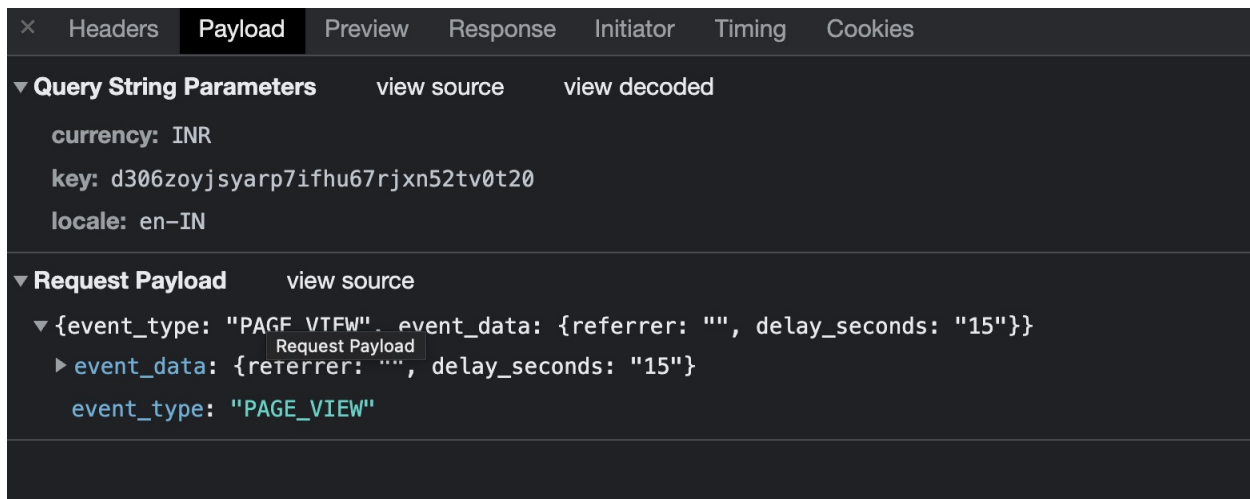 × Headers Payload Preview Response Initiator Timing Cookies
Query String Parameters view source view decoded
currency: INR
key: d306zoyjsyarp7ifhu67rjxn52tv0t20
locale: en-IN
Request Payload view source
{event_type: "PAGE_VIEW", event_data: {referrer: "", delay_seconds: "15"}}
Request Payload
event_data: {referrer: "", delay_seconds: "15"}
event_type: "PAGE_VIEW"